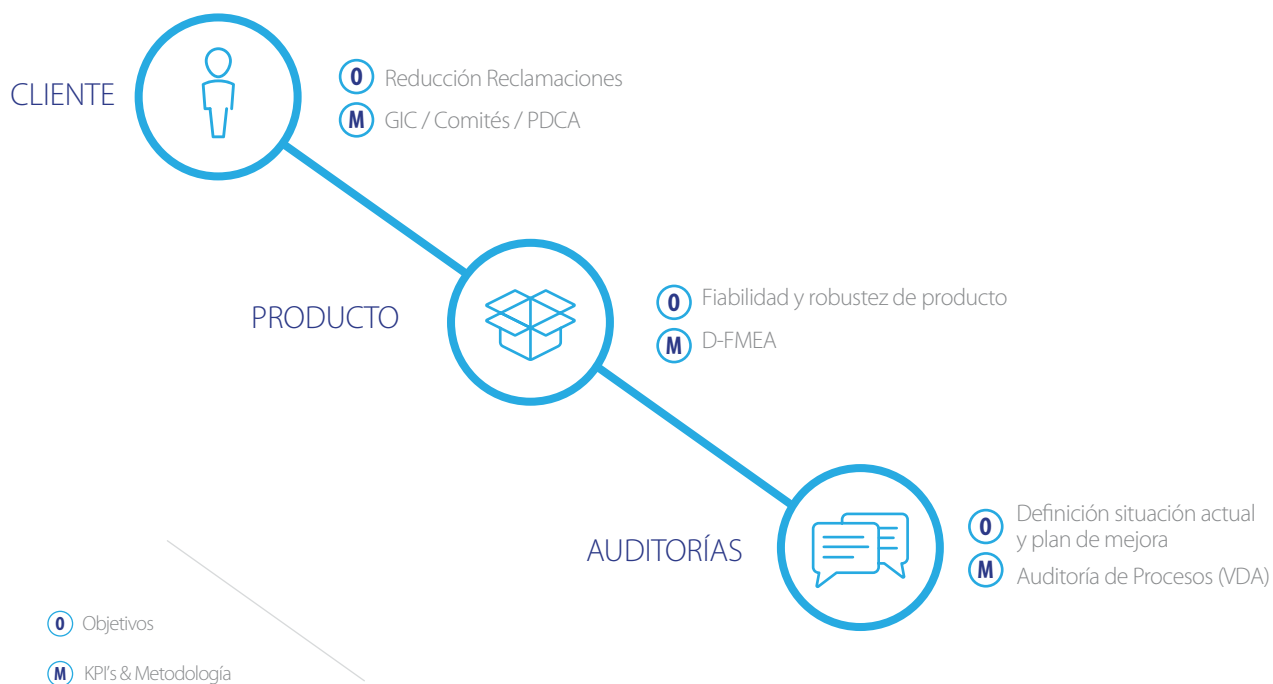 CLIENTE
O Reducción Reclamaciones
M GIC / Comités / PDCA
PRODUCTO
O Fiabilidad y robustez de producto
M D-FMEA
AUDITORÍAS
O Definición situación actual
y plan de mejora
M Auditoría de Procesos (VDA)
O Objetivos
M KPI's & Metodología